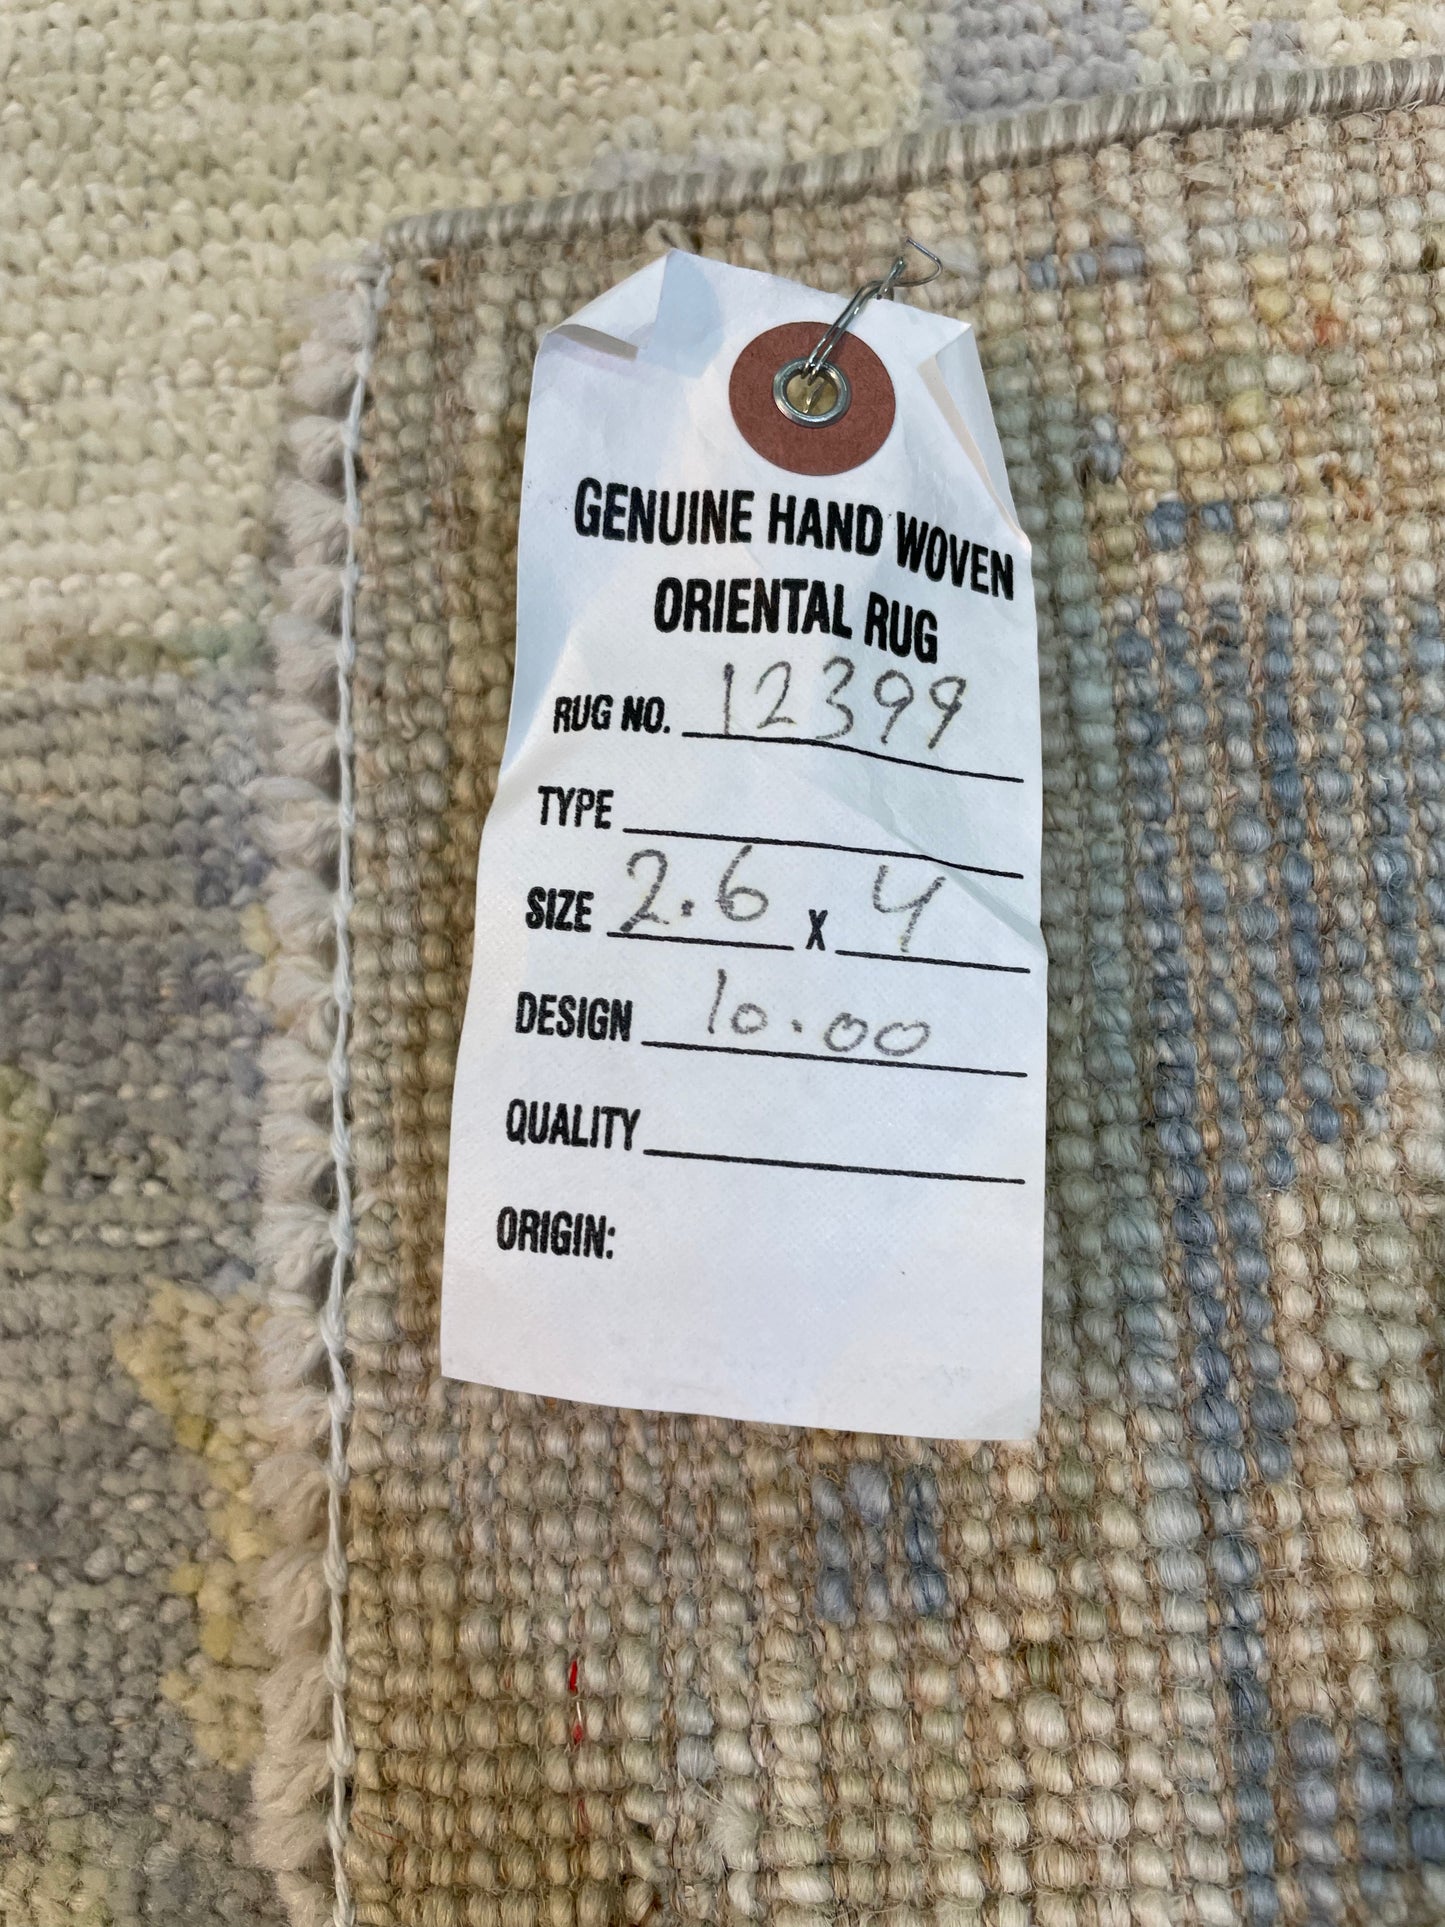 GENUINE HAND WOVEN
ORIENTAL RUG
RUG NO. 12399
TYPE
SIZE 2.6 x 4
DESIGN 10.00
QUALITY
ORIGIN: